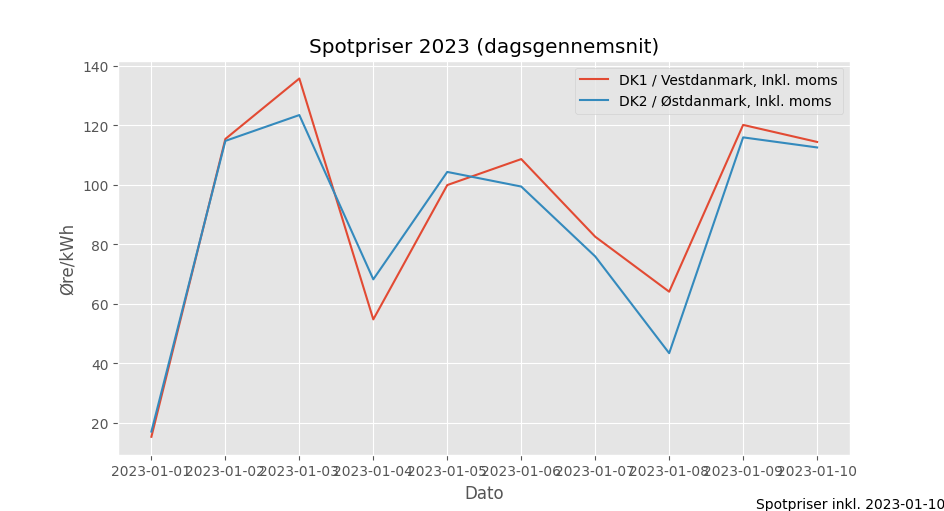 Spotpriser 2023 (dagsgennemsnit)
DK1 / Vestdanmark, Inkl. moms
DK2 / Østdanmark, Inkl. moms
Øre/kWh
140
120
100
80
60
40
20
2023-01-01 2023-01-02 2023-01-03 2023-01-04 2023-01-05 2023-01-06 2023-01-07 2023-01-08 2023-01-09 2023-01-10
Dato
Spotpriser inkl. 2023-01-10